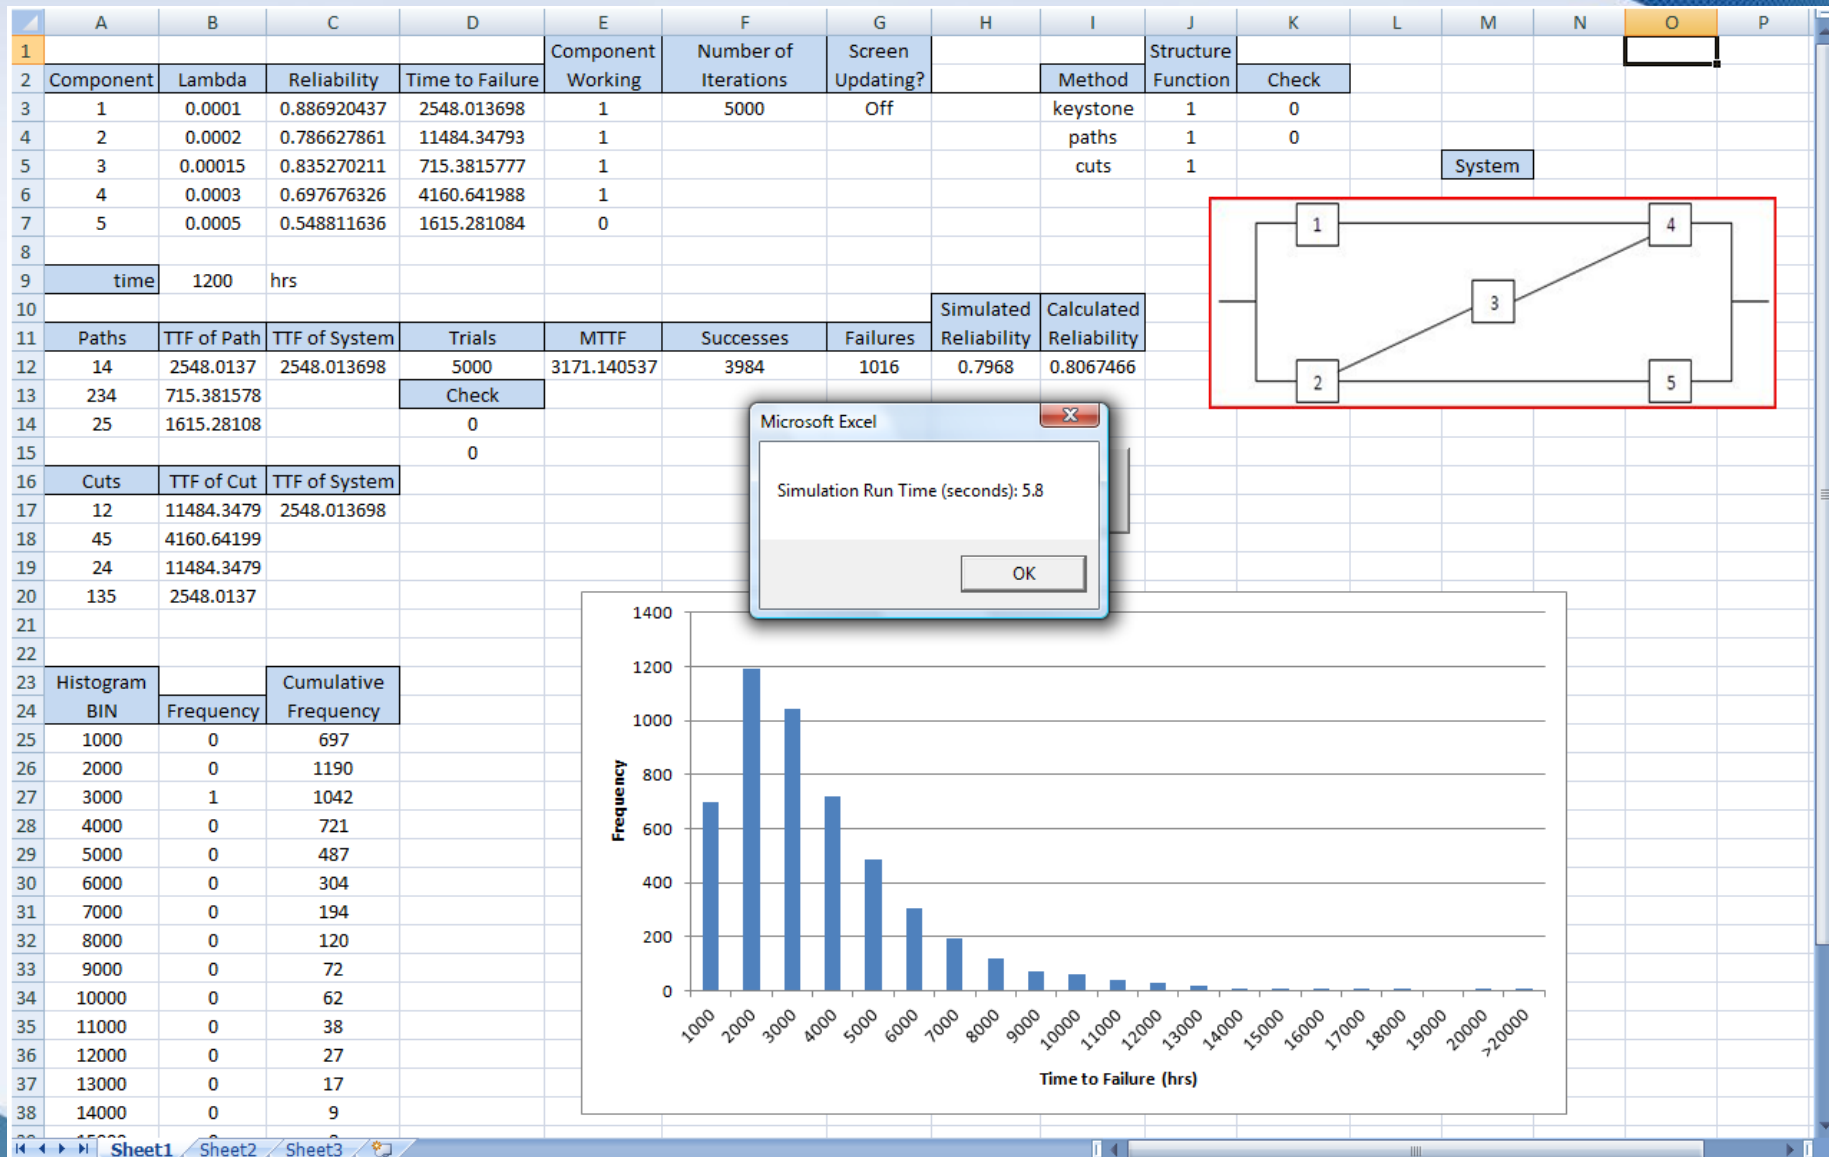 A B C D E F G H I J K L M N O P
1 Component Number of Screen Structure
2 Component Lambda Reliability Time to Failure Working Iterations Updating? Method Function Check
3 1 0.0001 0.886920437 2548.013698 1 5000 Off keystone 1 0
4 2 0.0002 0.786627861 11484.34793 1 paths 1 0
5 3 0.00015 0.835270211 715.3815777 1 cuts 1 System
6 4 0.0003 0.697676326 4160.641988 1
7 5 0.0005 0.548811636 1615.281084 0
1 4
8
9 time 1200 hrs
3
10 Simulated Calculated
11 Paths TTF of Path TTF of System Trials MTTF Successes Failures Reliability Reliability
12 14 2548.0137 2548.013698 5000 3171.140537 3984 1016 0.7968 0.8067466
2 5
13 234 715.381578 Check
14 25 1615.28108 0
15 0
16 Cuts TTF of Cut TTF of System
17 12 11484.3479 2548.013698
18 45 4160.64199
19 24 11484.3479
20 135 2548.0137
21
22
23 Histogram Cumulative
24 BIN Frequency Frequency
25 1000 0 697
26 2000 0 1190
27 3000 1 1042
28 4000 0 721
29 5000 0 487
30 6000 0 304
31 7000 0 194
32 8000 0 120
33 9000 0 72
34 10000 0 62
35 11000 0 38
36 12000 0 27
37 13000 0 17
38 14000 0 9
Microsoft Excel
Simulation Run Time (seconds): 5.8
OK
1400
1200
1000
800
600
400
200
0
Frequency
1000 2000 3000 4000 5000 6000 7000 8000 9000 10000 11000 12000 13000 14000 15000 16000 17000 18000 19000 20000 >20000
Time to Failure (hrs)
Sheet1 Sheet2 Sheet3